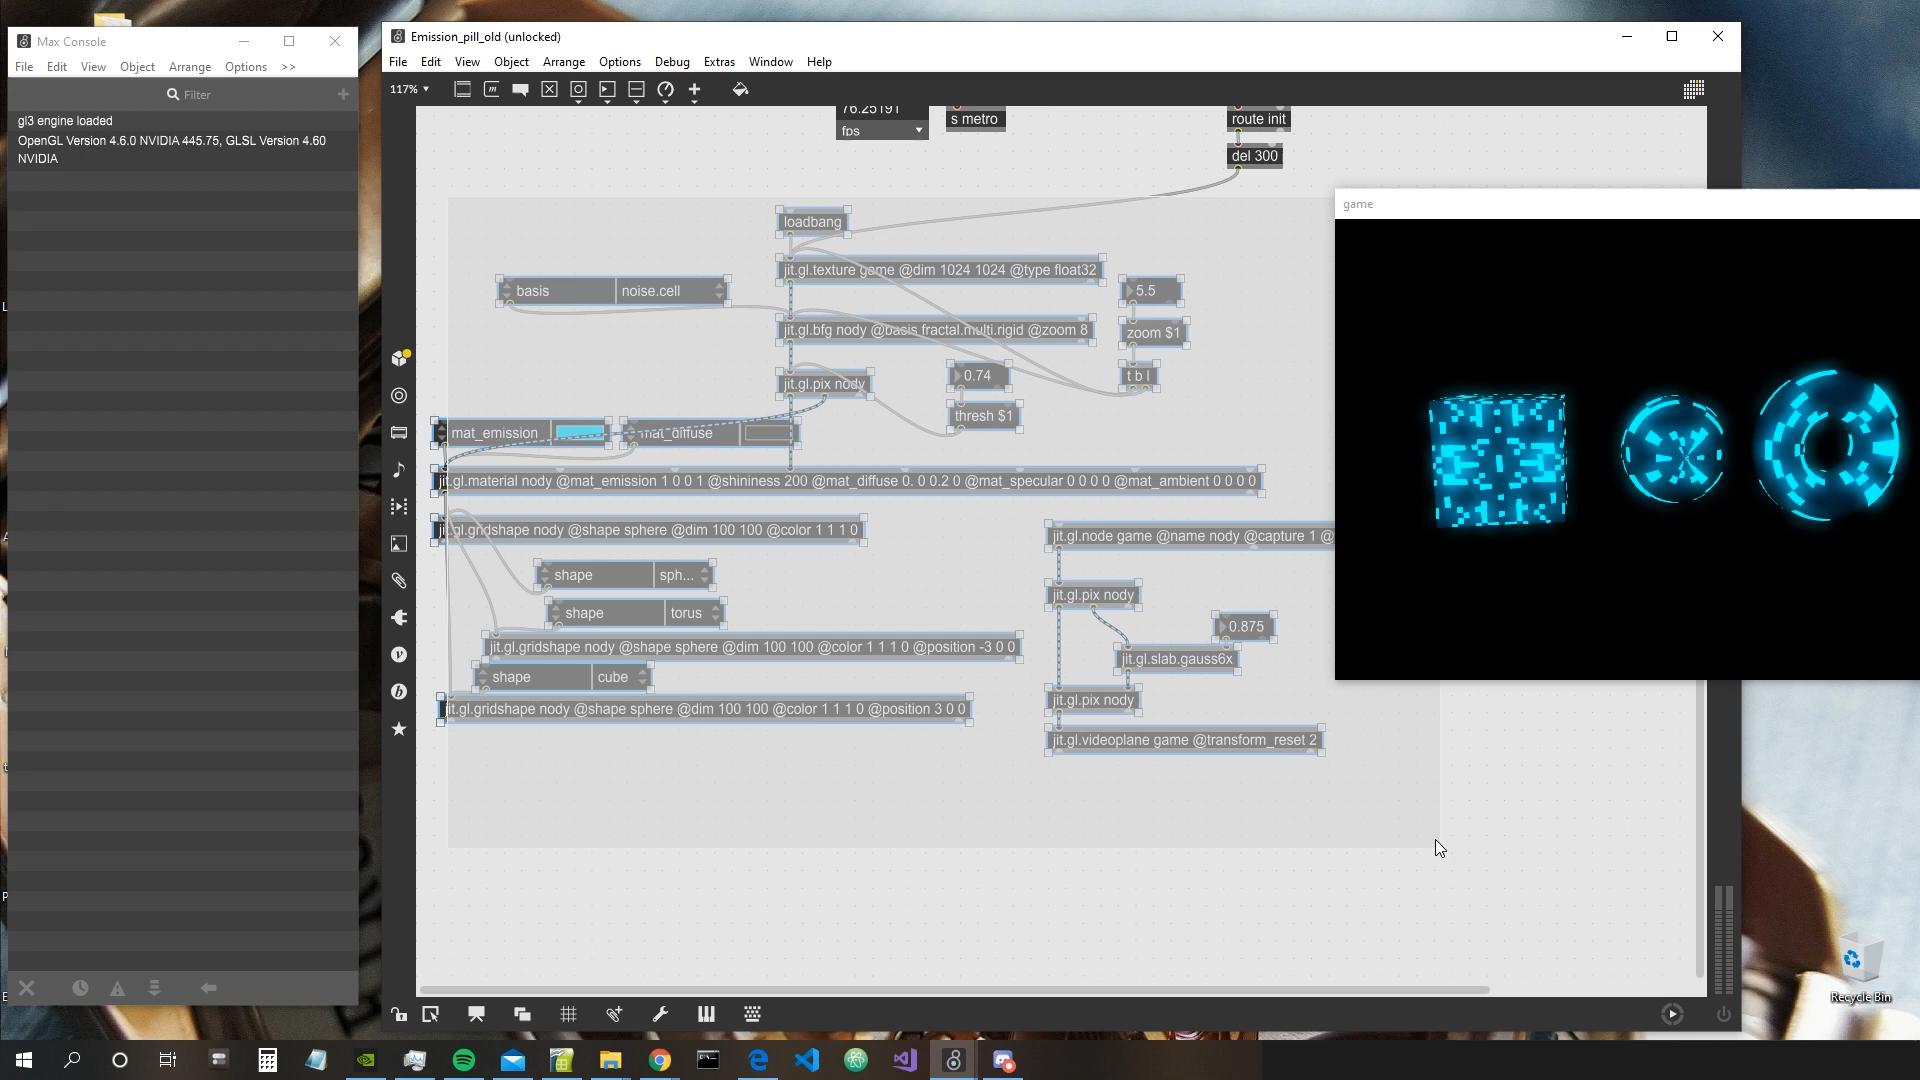 Max Console
File Edit View Object Arrange Options >>
Filter
gl3 engine loaded
OpenGL Version 4.6.0 NVIDIA 445.75, GLSL Version 4.60
NVIDIA
Emission_pill_old (unlocked)
File Edit View Object Arrange Options Debug Extras Window Help
117%
76.25191
fps
s metro
route init
del 300
loadbang
jit.gl.texture game @dim 1024 1024 @type float32
basis noise.cell
5.5
jit.gl.bfg nody @basis fractal.multi.rigid @zoom 8
zoom $1
jit.gl.pix nody
0.74
t b l
thresh $1
mat_emission
mat_diffuse
jit.gl.material nody @mat_emission 1 0 0 1 @shininess 200 @mat_diffuse 0. 0 0.2 0 @mat_specular 0 0 0 0 @mat_ambient 0 0 0 0
jit.gl.gridshape nody @shape sphere @dim 100 100 @color 1 1 1 0
jit.gl.node game @name nody @capture 1 @
shape sph...
jit.gl.pix nody
shape torus
0.875
jit.gl.gridshape nody @shape sphere @dim 100 100 @color 1 1 1 0 @position -3 0 0
jit.gl.slab.gauss6x
shape cube
jit.gl.pix nody
jit.gl.gridshape nody @shape sphere @dim 100 100 @color 1 1 1 0 @position 3 0 0
jit.gl.videoplane game @transform_reset 2
game
Recycle Bin